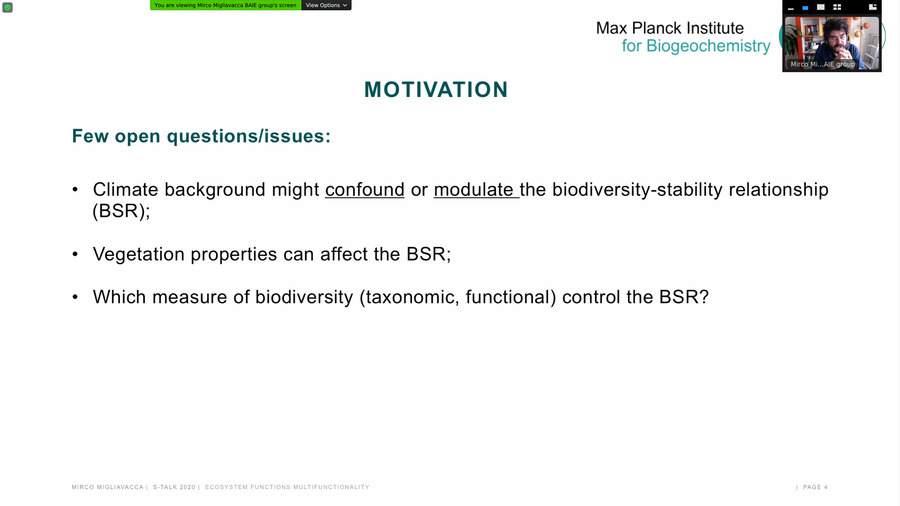 You are viewing Mirco Migliavacca BAIE group's screen
View Options
Max Planck Institute
for Biogeochemistry
Mirco Mi...AIE group
MOTIVATION
Few open questions/issues:
• Climate background might confound or modulate the biodiversity-stability relationship
(BSR);
• Vegetation properties can affect the BSR;
• Which measure of biodiversity (taxonomic, functional) control the BSR?
MIRCO MIGLIAVACCA | S-TALK 2020 | ECOSYSTEM FUNCTIONS MULTIFUNCTIONALITY
| PAGE 4